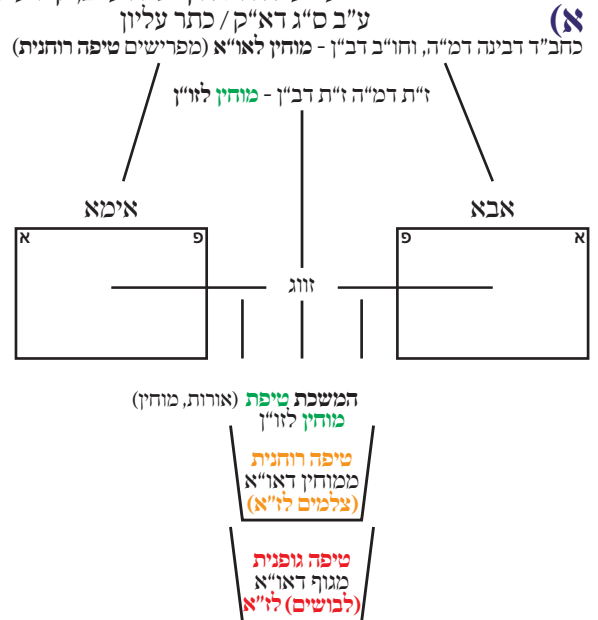 א)
ע"ב ס"ג דא"ק / כתר עליון
כחב"ד דבינה דמ"ה, וחו"ב דב"ן - מוחין לאו"א (מפרישים טיפה רוחנית)
ז"ת דמ"ה ז"ת דב"ן - מוחין לזו"ן
אבא
אימא
א
פ
פ
א
זווג
המשכת טיפת (אורות, מוחין)
מוחין לזו"ן
טיפה רוחנית
ממוחין דאו"א
(צלמים לז"א)
טיפה גופנית
מגוף דאו"א
(לבושים) לז"א